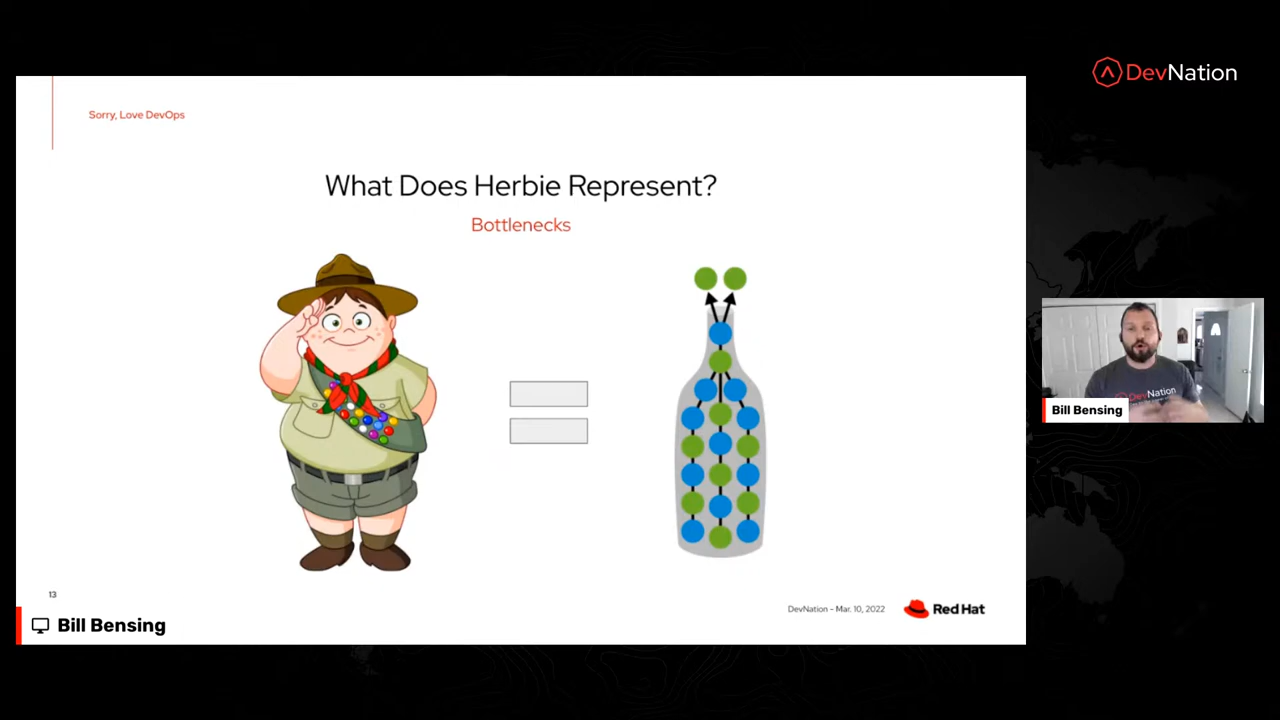 DevNation
Sorry, Love DevOps
What Does Herbie Represent?
Bottlenecks
DevNation
Bill Bensing
13
DevNation - Mar. 10, 2022
Red Hat
Bill Bensing